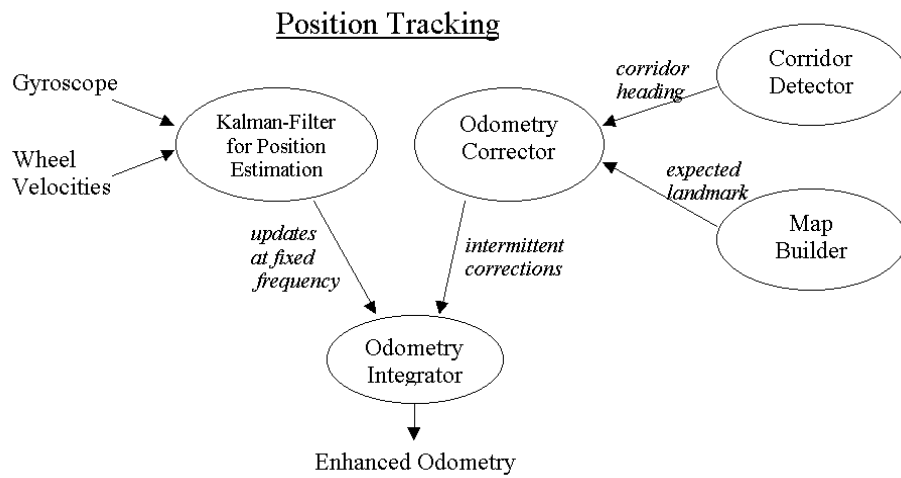 Position Tracking
Gyroscope
Wheel
Velocities
Kalman-Filter
for Position
Estimation
Odometry
Corrector
corridor
heading
Corridor
Detector
expected
landmark
Map
Builder
updates
at fixed
frequency
intermittent
corrections
Odometry
Integrator
Enhanced Odometry